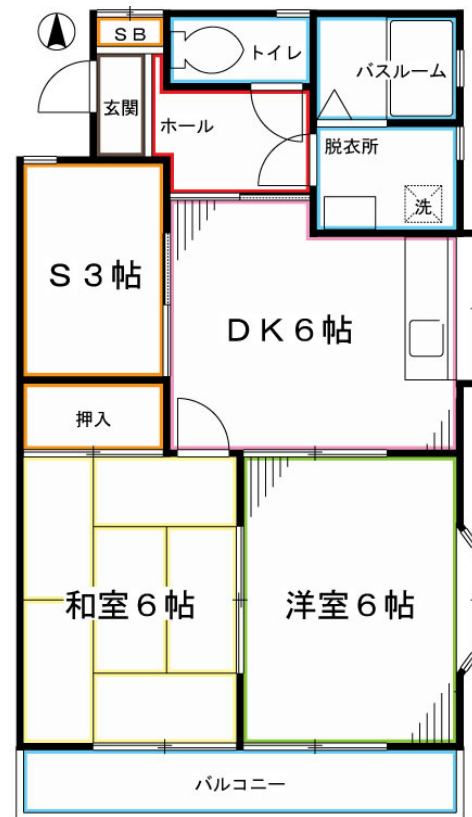 SB
トイレ
バスルーム
玄関
ホール
脱衣所
洗
S3帖
DK6帖
押入
和室6帖
洋室6帖
バルコニー